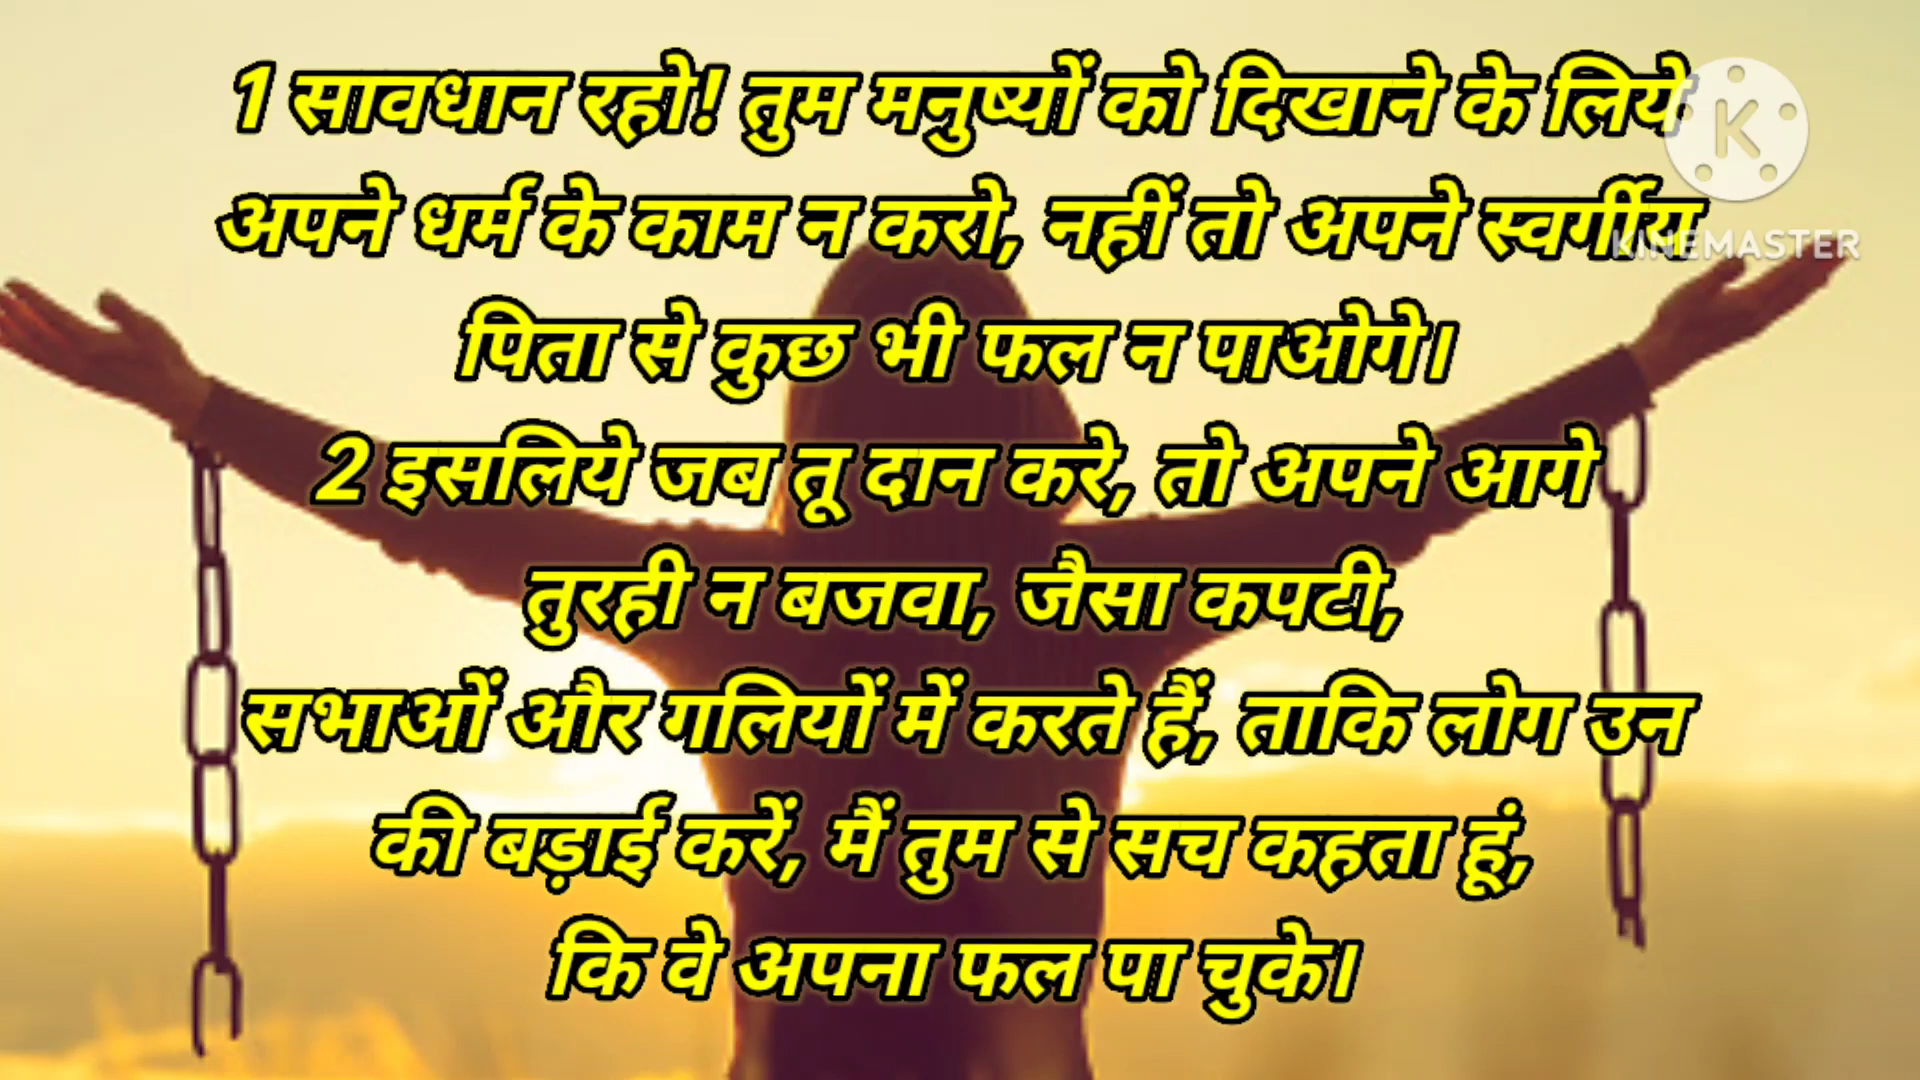 1 सावधान रहो! तुम मनुष्यों को दिखाने के लिये
अपने धर्म के काम न करो, नहीं तो अपने स्वर्गीय
पिता से कुछ भी फल न पाओगे।
2 इसलिये जब तू दान करे, तो अपने आगे
तुरही न बजवा, जैसा कपटी,
सभाओं और गलियों में करते हैं, ताकि लोग उन
की बड़ाई करें, मैं तुम से सच कहता हूं,
कि वे अपना फल पा चुके।
K
KINEMASTER